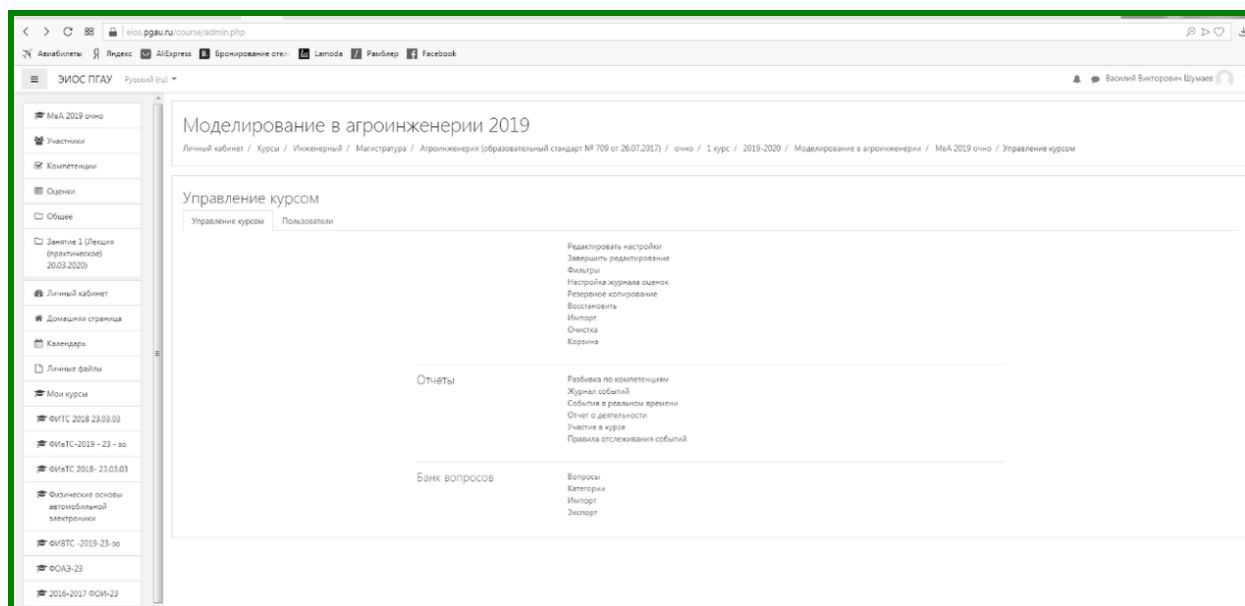 eios.pgau.ru/course/admin.php
Авиабилеты Яндекс AliExpress Бронирование отел Lamoda Рамблер Facebook
ЭИОС ПГАУ Русский (ru)
Василий Викторович Шумаев
МвА 2019 очно
Участники
Компетенции
Оценки
Общее
Занятие 1 (Лекция
(практическое)
20.03.2020)
Личный кабинет
Домашняя страница
Календарь
Личные файлы
Мои курсы
ФИТС 2018 23.03.03
ФИвТС-2019 - 23 - зо
ФИвТС 2018- 23.03.03
Физические основы
автомобильной
электроники
ФИВТС -2019-23-зо
ФОАЭ-23
2016-2017 ФОИ-23
Моделирование в агроинженерии 2019
Личный кабинет / Курсы / Инженерный / Магистратура / Агроинженерия (образовательный стандарт № 709 от 26.07.2017) / очно / 1 курс / 2019-2020 / Моделирование в агроинженерии / МвА 2019 очно / Управление курсом
Управление курсом
Управление курсом Пользователи
Редактировать настройки
Завершить редактирование
Фильтры
Настройка журнала оценок
Резервное копирование
Восстановить
Импорт
Очистка
Корзина
Отчеты
Разбивка по компетенциям
Журнал событий
События в реальном времени
Отчет о деятельности
Участие в курсе
Правила отслеживания событий
Банк вопросов
Вопросы
Категории
Импорт
Экспорт